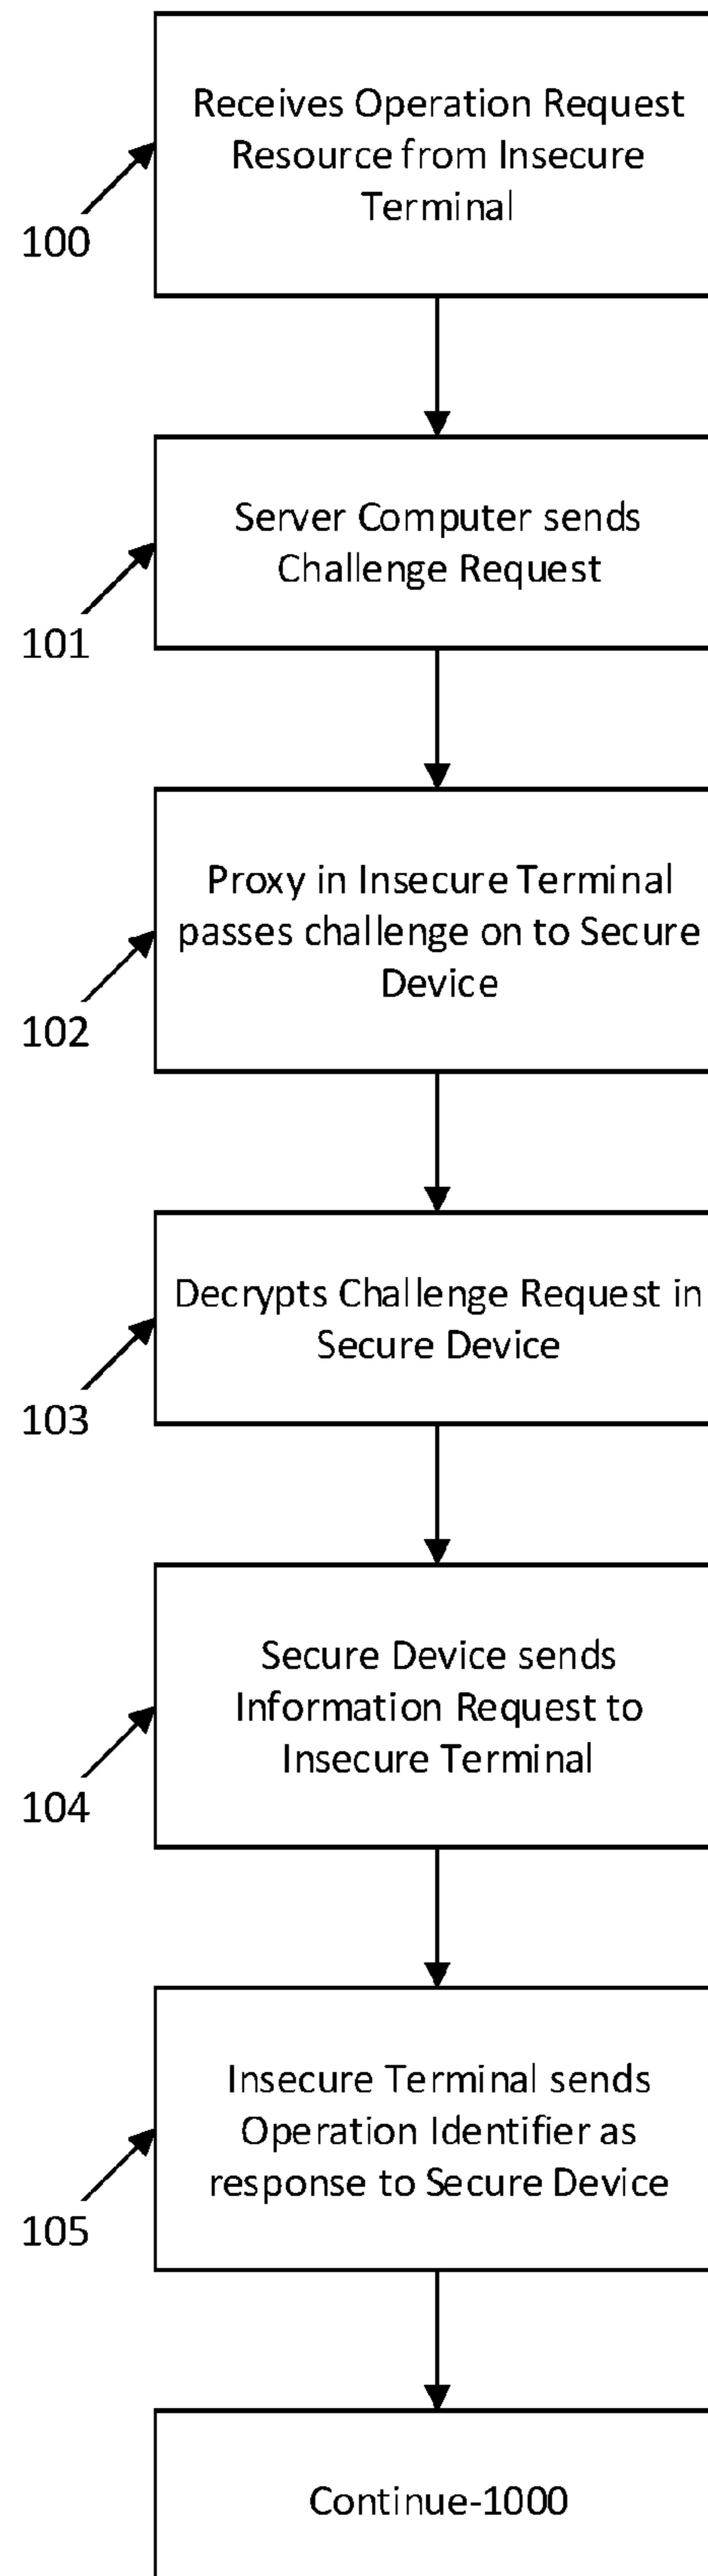 Receives Operation Request
Resource from Insecure
Terminal
100
Server Computer sends
Challenge Request
101
Proxy in Insecure Terminal
passes challenge on to Secure
Device
102
Decrypts Challenge Request in
Secure Device
103
Secure Device sends
Information Request to
Insecure Terminal
104
Insecure Terminal sends
Operation Identifier as
response to Secure Device
105
Continue-1000